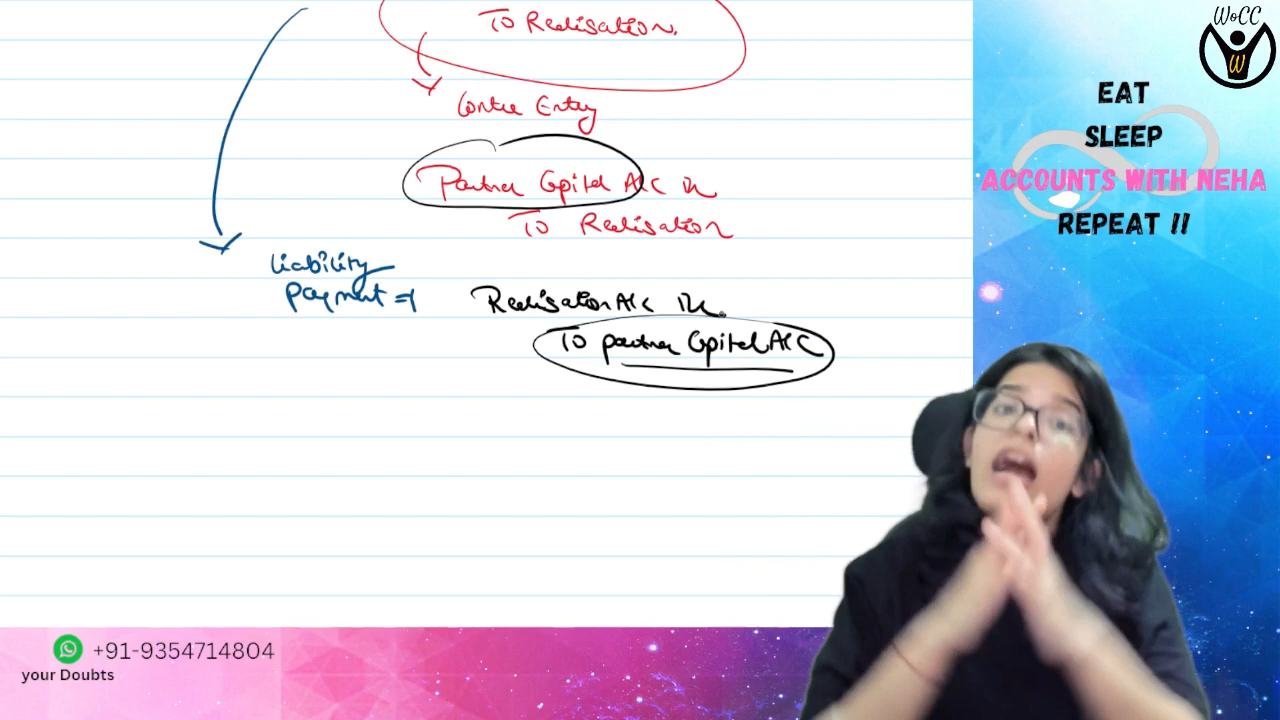 To Realisation.
Contra Entry
Partner Capital A/C Dr
To Realisation
Liability
Payment ⇒
Realisation A/C Dr
To partner Capital A/C
WoCC
W
EAT
SLEEP
ACCOUNTS WITH NEHA
REPEAT !!
+91-9354714804
your Doubts